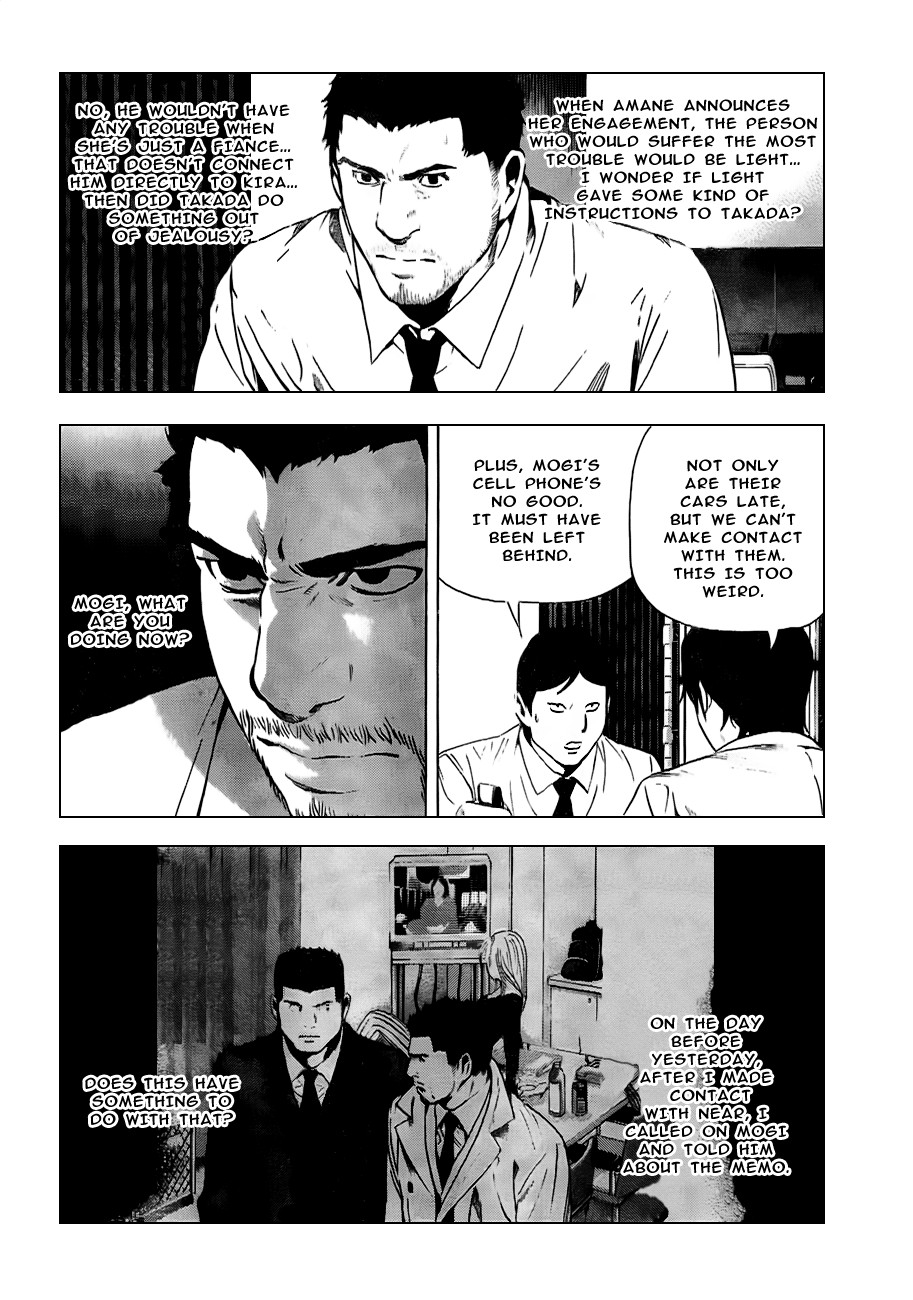 WHEN AMANE ANNOUNCES
HER ENGAGEMENT, THE PERSON
WHO WOULD SUFFER THE MOST
TROUBLE WOULD BE LIGHT...
I WONDER IF LIGHT
GAVE SOME KIND OF
INSTRUCTIONS TO TAKADA?
NO, HE WOULDN'T HAVE
ANY TROUBLE WHEN
SHE'S JUST A FIANCE...
THAT DOESN'T CONNECT
HIM DIRECTLY TO KIRA...
THEN DID TAKADA DO
SOMETHING OUT
OF JEALOUSY?
NOT ONLY
ARE THEIR
CARS LATE,
BUT WE CAN'T
MAKE CONTACT
WITH THEM.
THIS IS TOO
WEIRD.
PLUS, MOGI'S
CELL PHONE'S
NO GOOD.
IT MUST HAVE
BEEN LEFT
BEHIND.
MOGI, WHAT
ARE YOU
DOING NOW?
ON THE DAY
BEFORE
YESTERDAY,
AFTER I MADE
CONTACT
WITH NEAR, I
CALLED ON MOGI
AND TOLD HIM
ABOUT THE MEMO.
DOES THIS HAVE
SOMETHING TO
DO WITH THAT?